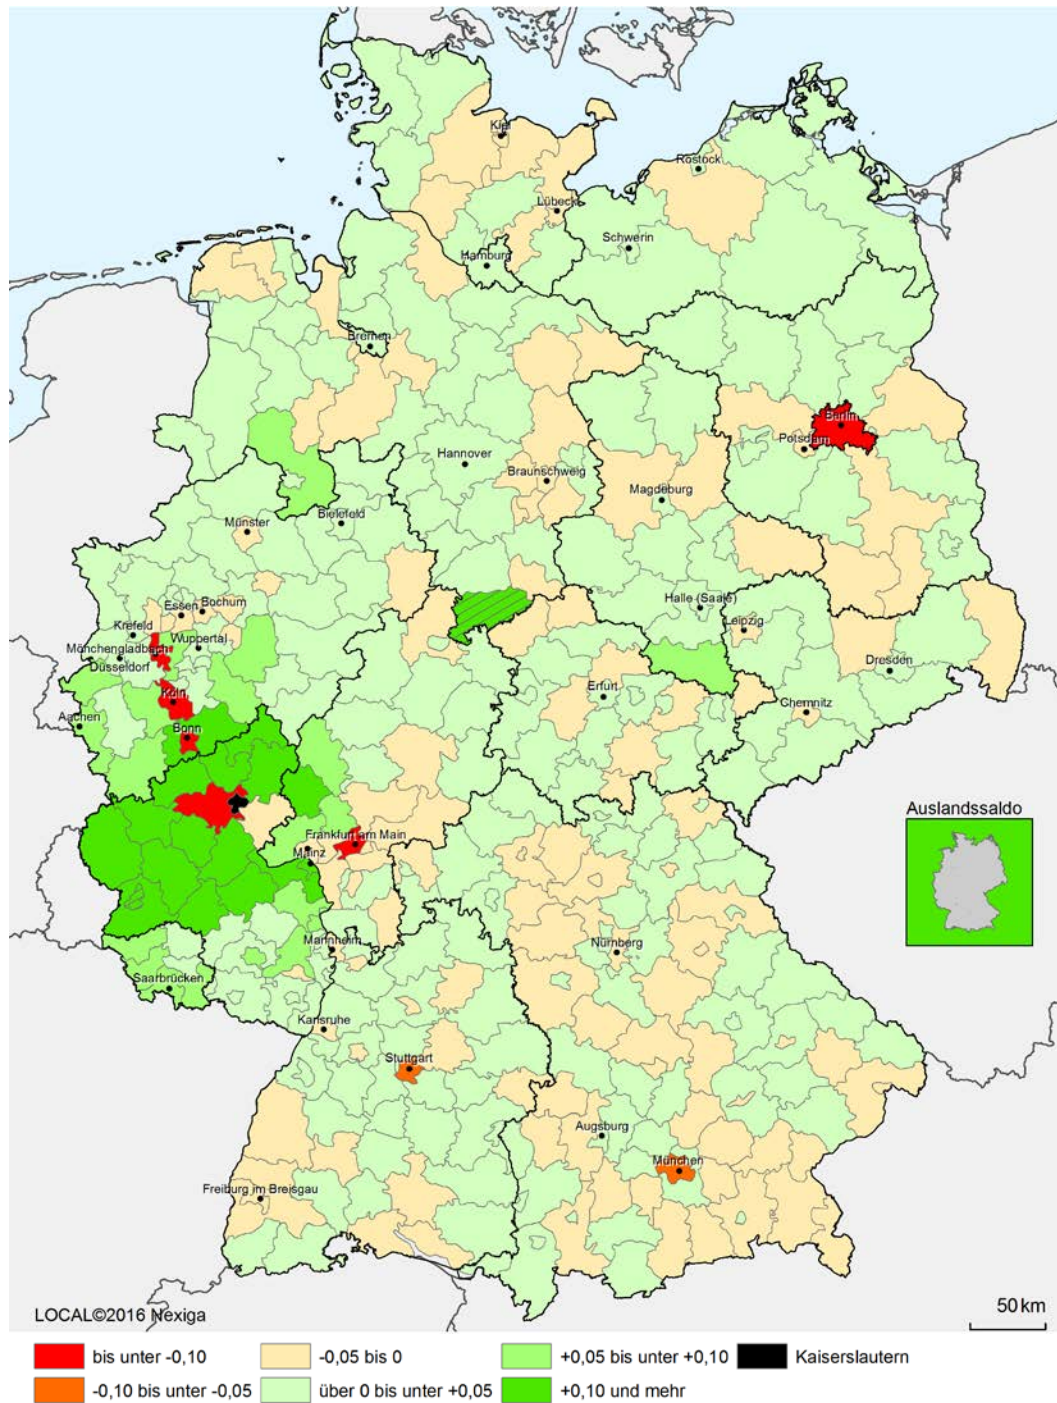 Kiel
Rostock
Lübeck
Schwerin
Hamburg
Bremen
Berlin
Potsdam
Hannover
Braunschweig
Magdeburg
Bielefeld
Münster
Essen Bochum
Halle (Saale)
Krefeld
Leipzig
Wuppertal
Mönchengladbach
Düsseldorf
Dresden
Köln
Erfurt
Chemnitz
Aachen
Bonn
Auslandssaldo
Frankfurt am Main
Mainz
Mannheim
Nürnberg
Saarbrücken
Karlsruhe
Stuttgart
Augsburg
München
Freiburg im Breisgau
LOCAL©2016 Nexiga
50 km
bis unter -0,10 -0,05 bis 0 +0,05 bis unter +0,10 Kaiserslautern
-0,10 bis unter -0,05 über 0 bis unter +0,05 +0,10 und mehr